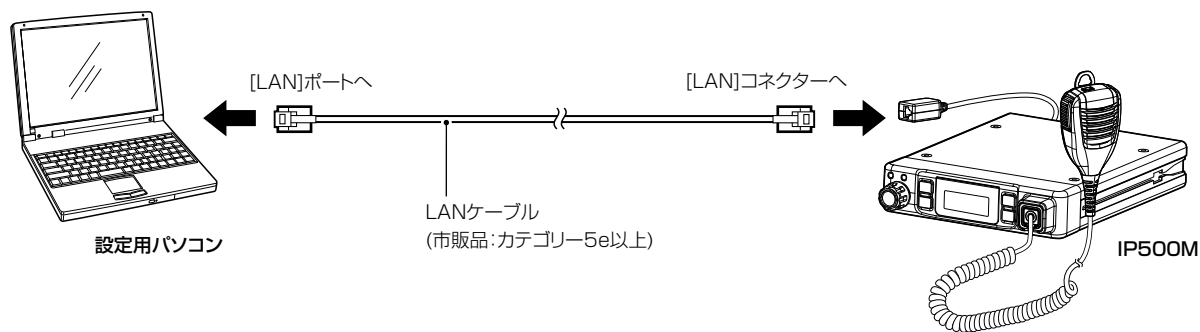 [LAN]ポートへ
[LAN]コネクターへ
LANケーブル
(市販品:カテゴリー5e以上)
設定用パソコン
IP500M